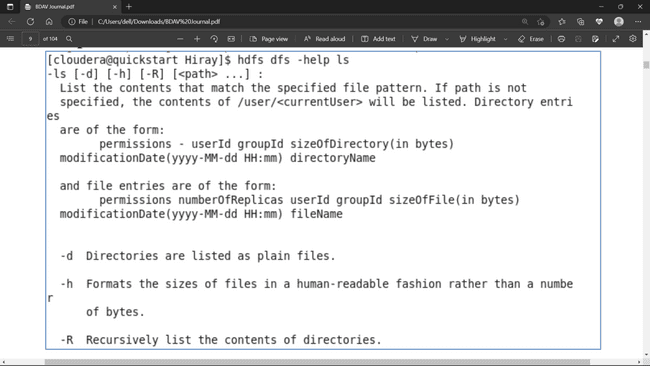 BDAV Journal.pdf
File
C:/Users/dell/Downloads/BDAV%20Journal.pdf
9 of 104
Page view
Read aloud
Add text
Draw
Highlight
Erase
[cloudera@quickstart Hiray]$ hdfs dfs -help ls
-ls [-d] [-h] [-R] [<path> ...] :
List the contents that match the specified file pattern. If path is not
specified, the contents of /user/<currentUser> will be listed. Directory entri
es
are of the form:
permissions - userId groupId sizeOfDirectory(in bytes)
modificationDate(yyyy-MM-dd HH:mm) directoryName
and file entries are of the form:
permissions numberOfReplicas userId groupId sizeOfFile(in bytes)
modificationDate(yyyy-MM-dd HH:mm) fileName
-d Directories are listed as plain files.
-h Formats the sizes of files in a human-readable fashion rather than a numbe
r
of bytes.
-R Recursively list the contents of directories.